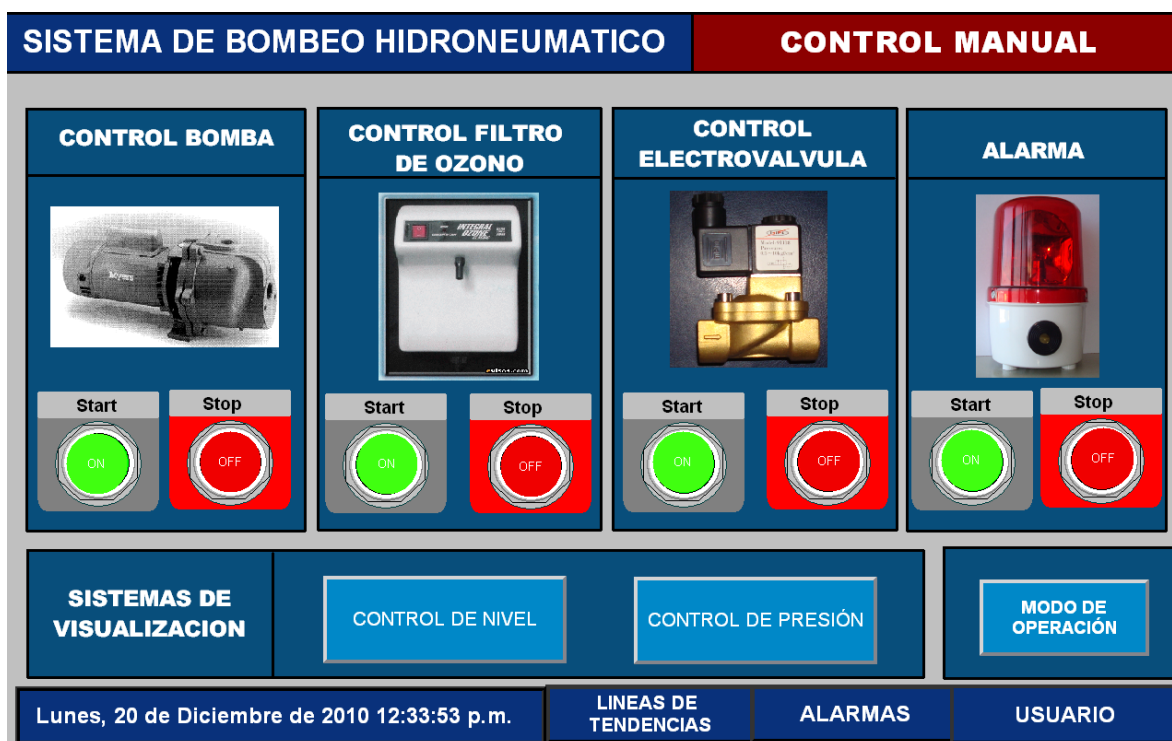 SISTEMA DE BOMBEO HIDRONEUMATICO
CONTROL MANUAL
CONTROL BOMBA
CONTROL FILTRO
DE OZONO
CONTROL
ELECTROVALVULA
ALARMA
INTEGRAL
OZONE
Start
Stop
ON
OFF
Start
Stop
ON
OFF
Start
Stop
ON
OFF
Start
Stop
ON
OFF
SISTEMAS DE
VISUALIZACION
CONTROL DE NIVEL
CONTROL DE PRESIÓN
MODO DE
OPERACIÓN
Lunes, 20 de Diciembre de 2010 12:33:53 p.m.
LINEAS DE
TENDENCIAS
ALARMAS
USUARIO